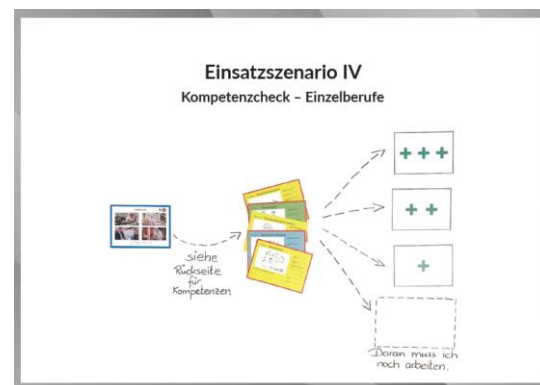 Einsatzszenario IV
Kompetenzcheck – Einzelberufe
+ + +
+ +
+
siehe
Rückseite
für
Kompetenzen
Daran muss ich
noch arbeiten.